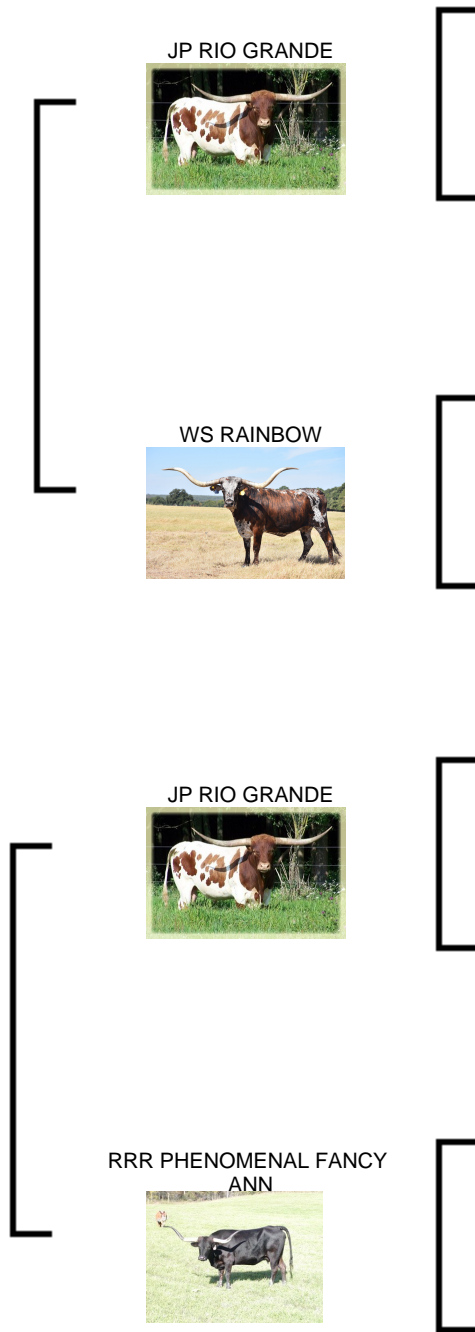 JP RIO GRANDE
WS RAINBOW
JP RIO GRANDE
RRR PHENOMENAL FANCY
ANN